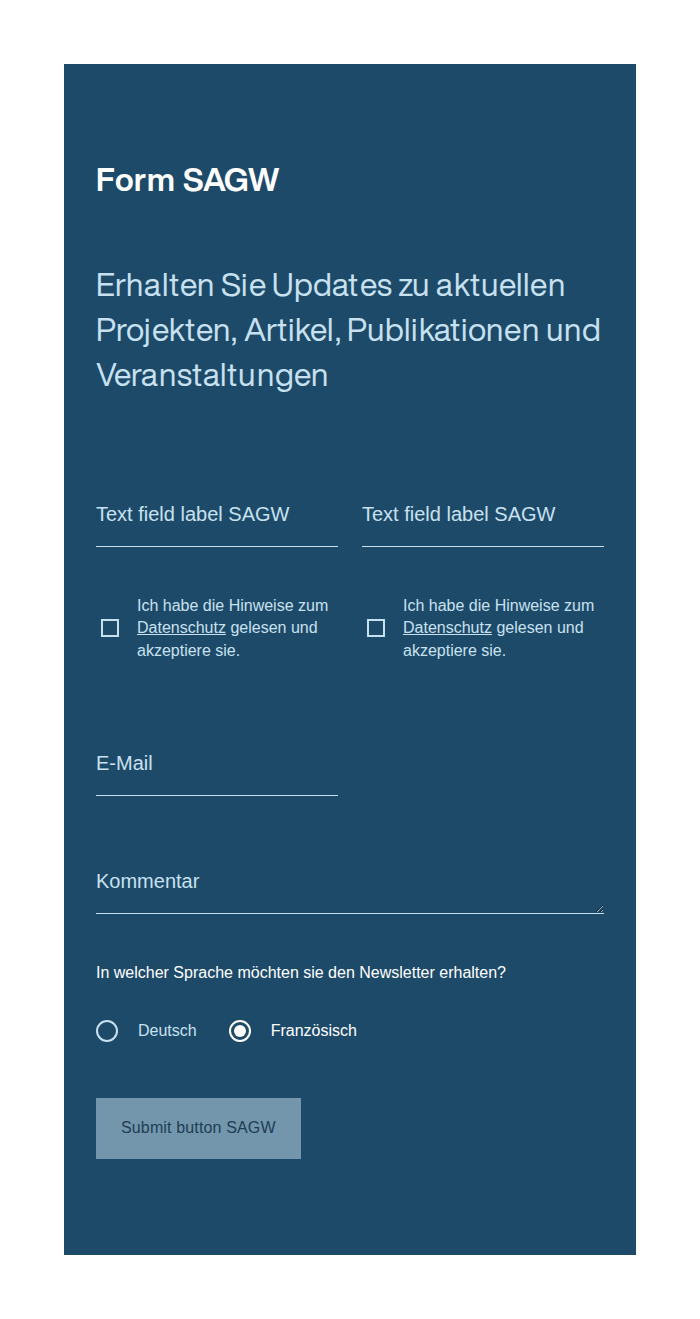 Form SAGW
Erhalten Sie Updates zu aktuellen
Projekten, Artikel, Publikationen und
Veranstaltungen
Text field label SAGW
Text field label SAGW
Ich habe die Hinweise zum
Datenschutz gelesen und
akzeptiere sie.
Ich habe die Hinweise zum
Datenschutz gelesen und
akzeptiere sie.
E-Mail
Kommentar
In welcher Sprache möchten sie den Newsletter erhalten?
Deutsch
Französisch
Submit button SAGW